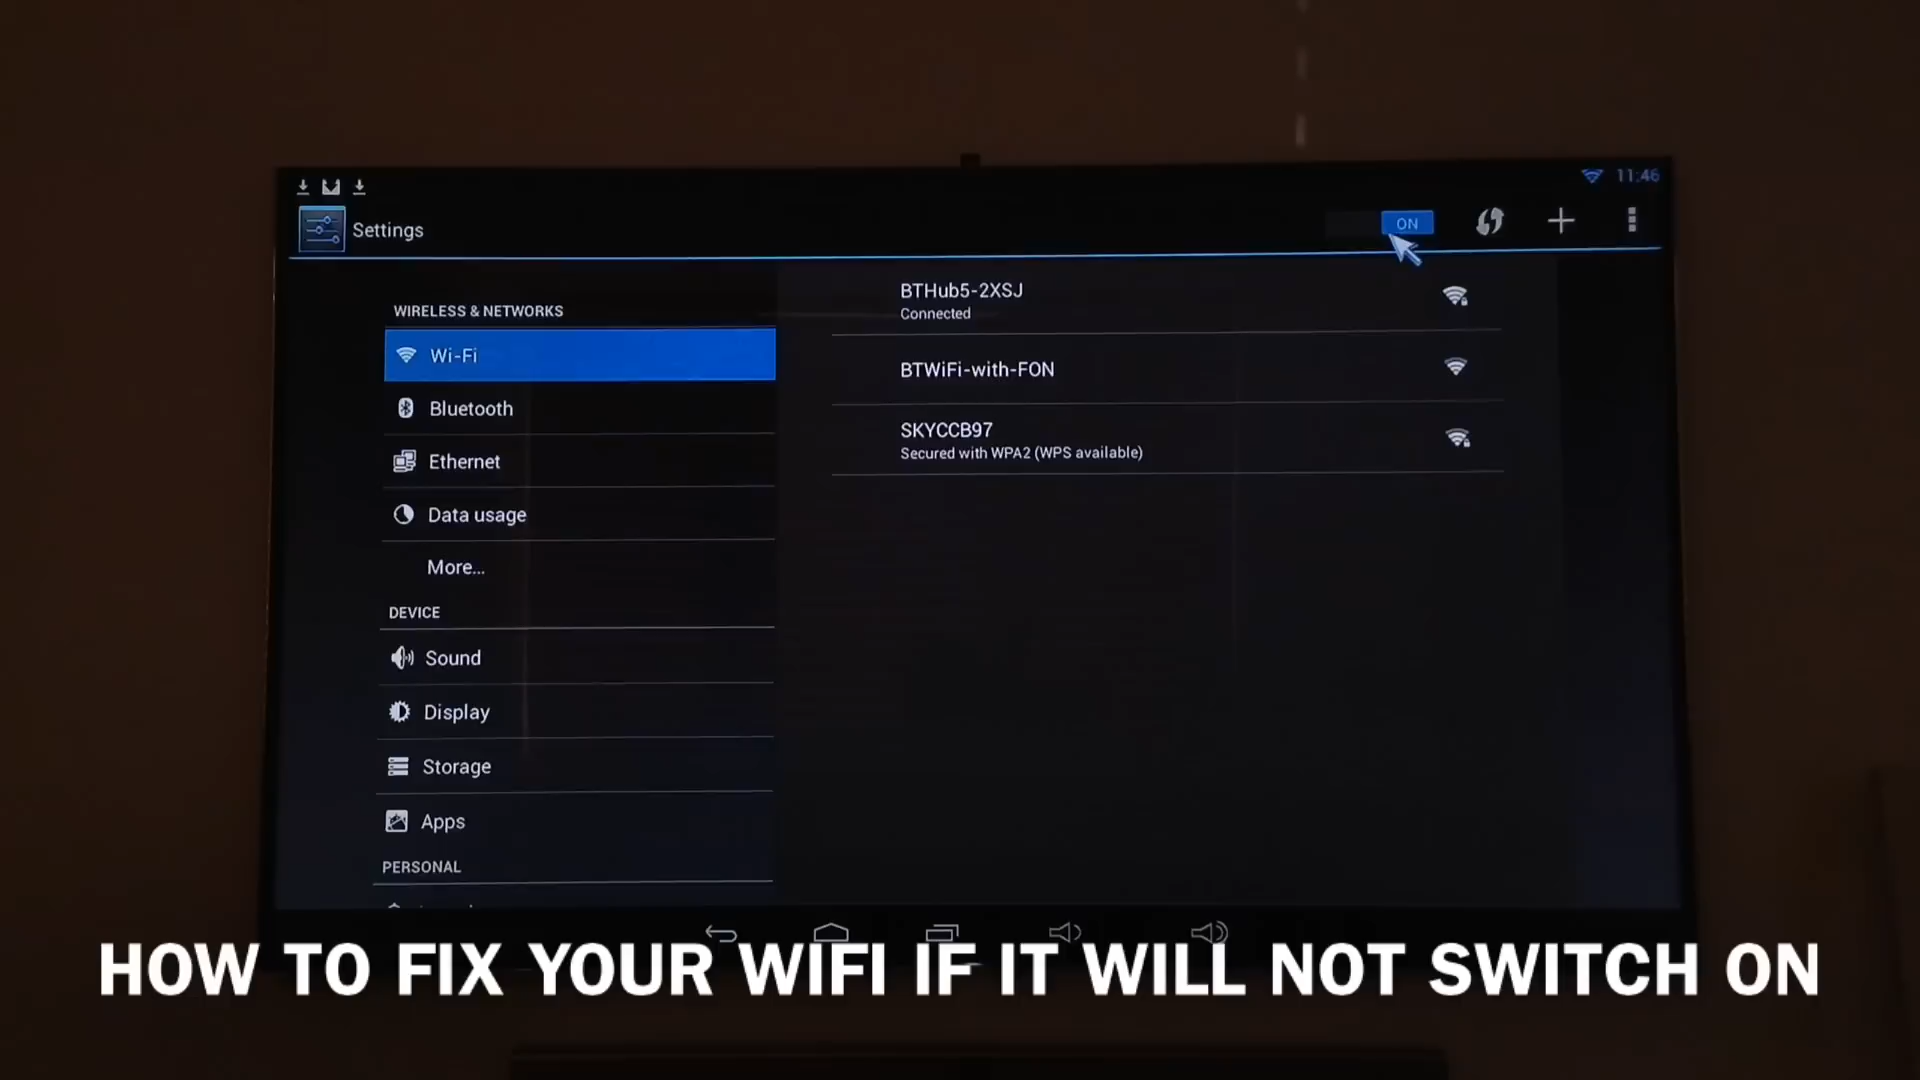 11:46
Settings
ON
WIRELESS & NETWORKS
Wi-Fi
Bluetooth
Ethernet
Data usage
More...
DEVICE
Sound
Display
Storage
Apps
PERSONAL
BTHub5-2XSJ
Connected
BTWiFi-with-FON
SKYCCB97
Secured with WPA2 (WPS available)
HOW TO FIX YOUR WIFI IF IT WILL NOT SWITCH ON